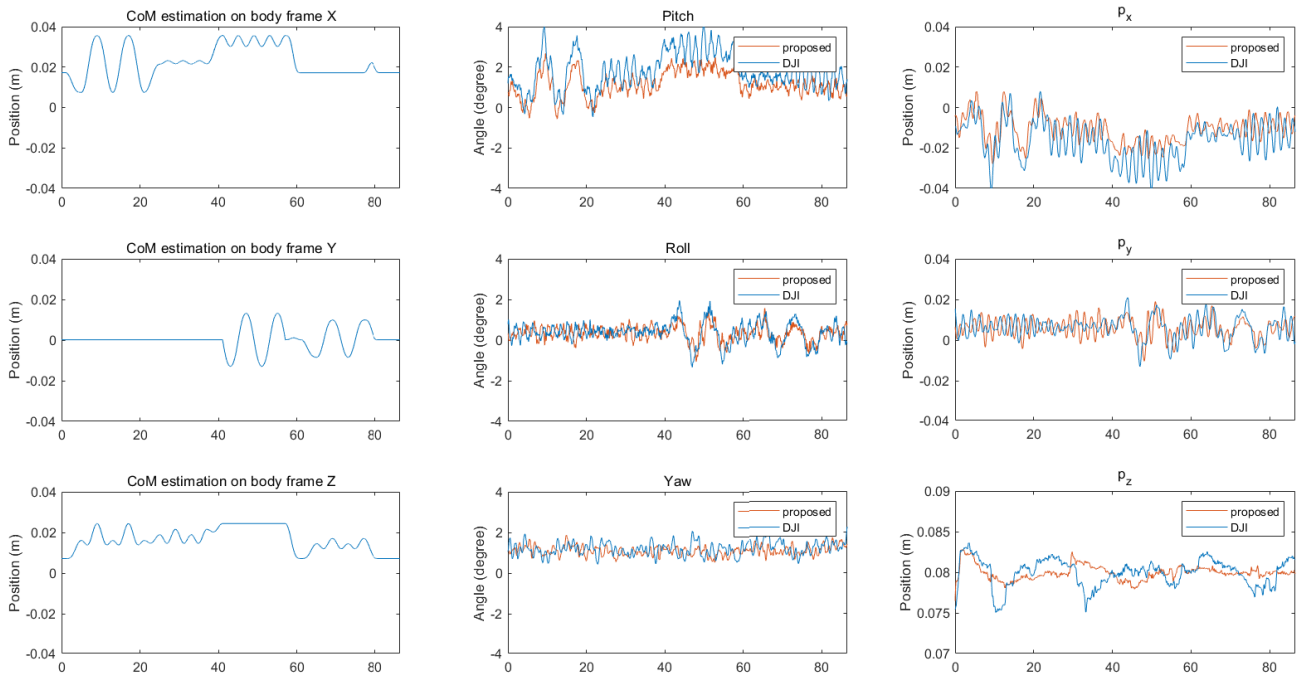 CoM estimation on body frame X
Position (m)
0.04
0.02
0
-0.02
-0.04
0 20 40 60 80
Pitch
Angle (degree)
4
2
0
-2
-4
0 20 40 60 80
proposed
DJI
px
Position (m)
0.04
0.02
0
-0.02
-0.04
0 20 40 60 80
proposed
DJI
CoM estimation on body frame Y
Position (m)
0.04
0.02
0
-0.02
-0.04
0 20 40 60 80
Roll
Angle (degree)
4
2
0
-2
-4
0 20 40 60 80
proposed
DJI
py
Position (m)
0.04
0.02
0
-0.02
-0.04
0 20 40 60 80
proposed
DJI
CoM estimation on body frame Z
Position (m)
0.04
0.02
0
-0.02
-0.04
0 20 40 60 80
Yaw
Angle (degree)
4
2
0
-2
-4
0 20 40 60 80
proposed
DJI
pz
Position (m)
0.09
0.085
0.08
0.075
0.07
0 20 40 60 80
proposed
DJI